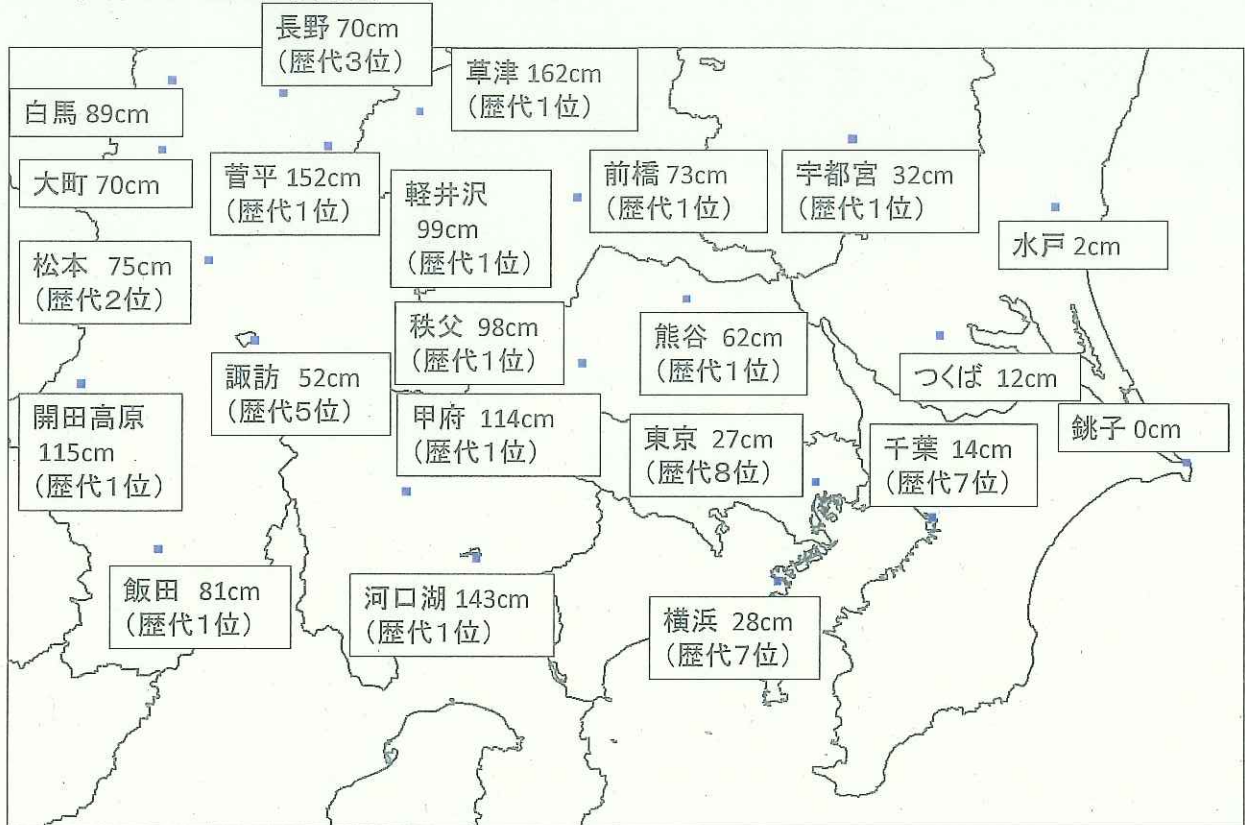 長野 70cm
(歴代3位)
草津 162cm
(歴代1位)
白馬 89cm
大町 70cm
菅平 152cm
(歴代1位)
軽井沢
99cm
(歴代1位)
前橋 73cm
(歴代1位)
宇都宮 32cm
(歴代1位)
水戸 2cm
松本 75cm
(歴代2位)
諏訪 52cm
(歴代5位)
秩父 98cm
(歴代1位)
熊谷 62cm
(歴代1位)
つくば 12cm
開田高原
115cm
(歴代1位)
甲府 114cm
(歴代1位)
東京 27cm
(歴代8位)
千葉 14cm
(歴代7位)
銚子 0cm
飯田 81cm
(歴代1位)
河口湖 143cm
(歴代1位)
横浜 28cm
(歴代7位)